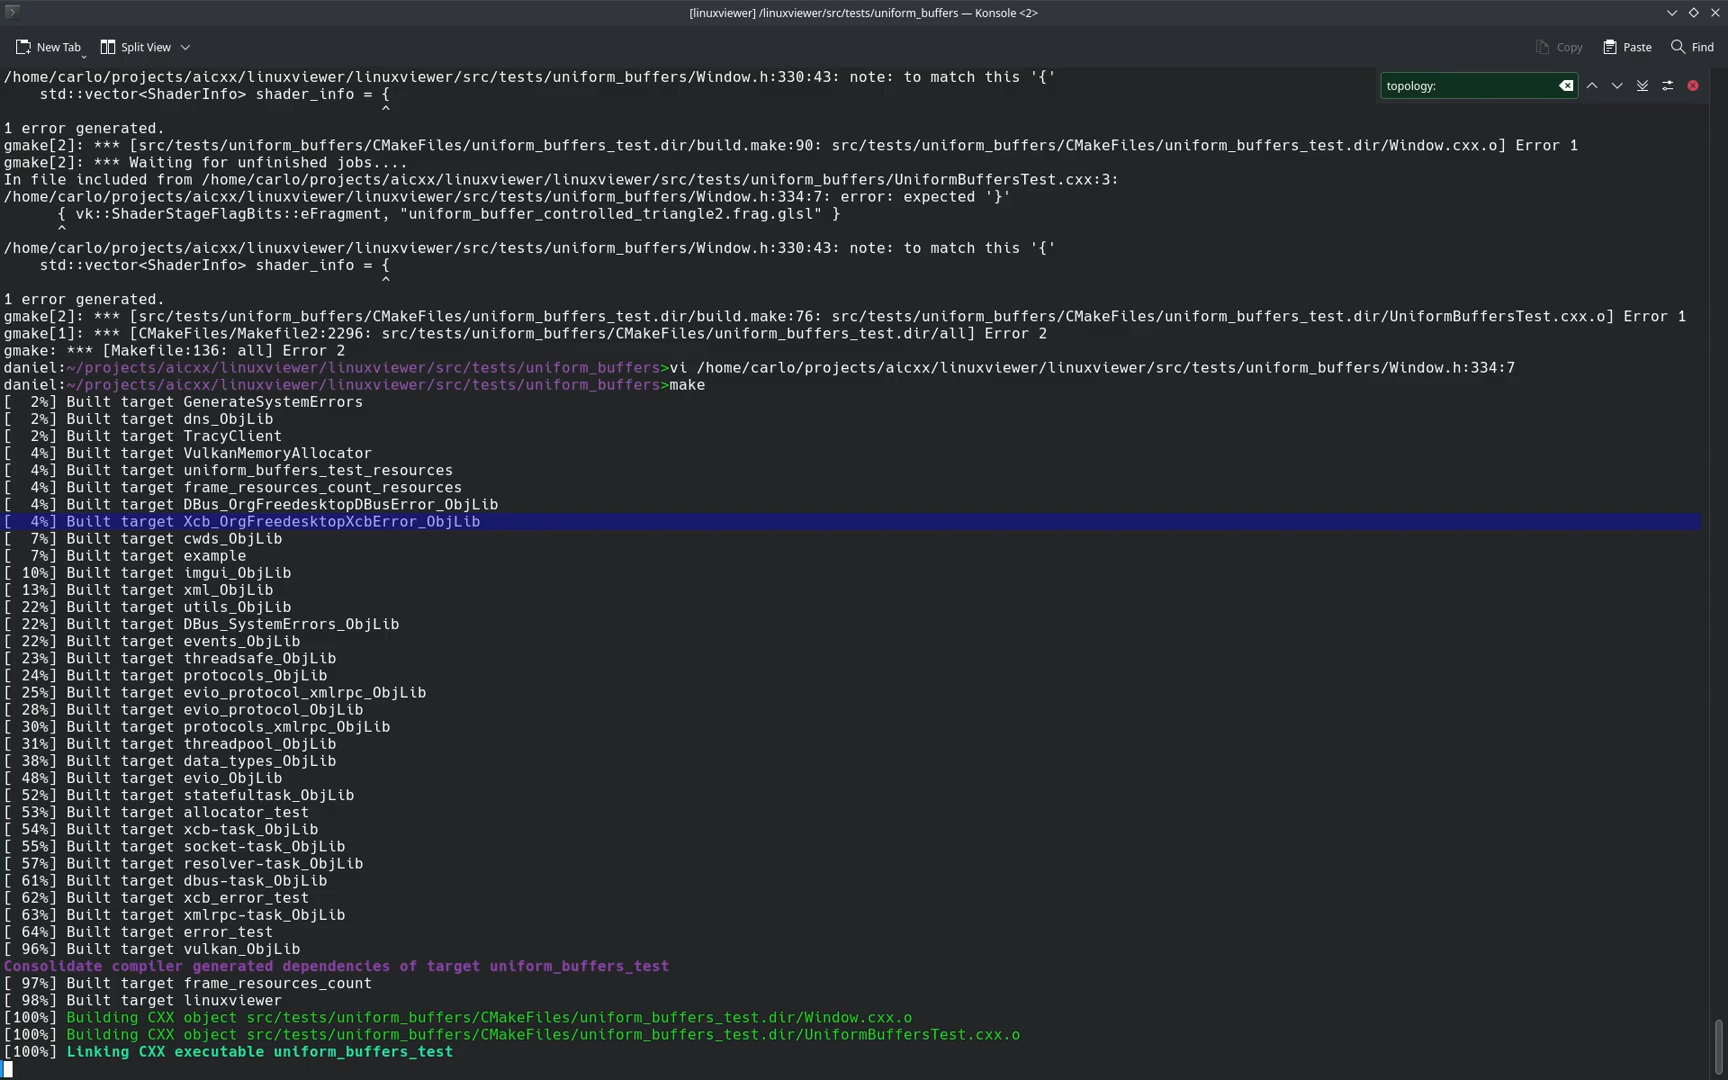 [linuxviewer] /linuxviewer/src/tests/uniform_buffers — Konsole <2>
New Tab Split View Copy Paste Find
topology:
/home/carlo/projects/aicxx/linuxviewer/linuxviewer/src/tests/uniform_buffers/Window.h:330:43: note: to match this '{'
    std::vector<ShaderInfo> shader_info = {
                                          ^
1 error generated.
gmake[2]: *** [src/tests/uniform_buffers/CMakeFiles/uniform_buffers_test.dir/build.make:90: src/tests/uniform_buffers/CMakeFiles/uniform_buffers_test.dir/Window.cxx.o] Error 1
gmake[2]: *** Waiting for unfinished jobs....
In file included from /home/carlo/projects/aicxx/linuxviewer/linuxviewer/src/tests/uniform_buffers/UniformBuffersTest.cxx:3:
/home/carlo/projects/aicxx/linuxviewer/linuxviewer/src/tests/uniform_buffers/Window.h:334:7: error: expected '}'
      { vk::ShaderStageFlagBits::eFragment, "uniform_buffer_controlled_triangle2.frag.glsl" }
      ^
/home/carlo/projects/aicxx/linuxviewer/linuxviewer/src/tests/uniform_buffers/Window.h:330:43: note: to match this '{'
    std::vector<ShaderInfo> shader_info = {
                                          ^
1 error generated.
gmake[2]: *** [src/tests/uniform_buffers/CMakeFiles/uniform_buffers_test.dir/build.make:76: src/tests/uniform_buffers/CMakeFiles/uniform_buffers_test.dir/UniformBuffersTest.cxx.o] Error 1
gmake[1]: *** [CMakeFiles/Makefile2:2296: src/tests/uniform_buffers/CMakeFiles/uniform_buffers_test.dir/all] Error 2
gmake: *** [Makefile:136: all] Error 2
daniel:~/projects/aicxx/linuxviewer/linuxviewer/src/tests/uniform_buffers>vi /home/carlo/projects/aicxx/linuxviewer/linuxviewer/src/tests/uniform_buffers/Window.h:334:7
daniel:~/projects/aicxx/linuxviewer/linuxviewer/src/tests/uniform_buffers>make
[  2%] Built target GenerateSystemErrors
[  2%] Built target dns_ObjLib
[  2%] Built target TracyClient
[  4%] Built target VulkanMemoryAllocator
[  4%] Built target uniform_buffers_test_resources
[  4%] Built target frame_resources_count_resources
[  4%] Built target DBus_OrgFreedesktopDBusError_ObjLib
[  4%] Built target Xcb_OrgFreedesktopXcbError_ObjLib
[  7%] Built target cwds_ObjLib
[  7%] Built target example
[ 10%] Built target imgui_ObjLib
[ 13%] Built target xml_ObjLib
[ 22%] Built target utils_ObjLib
[ 22%] Built target DBus_SystemErrors_ObjLib
[ 22%] Built target events_ObjLib
[ 23%] Built target threadsafe_ObjLib
[ 24%] Built target protocols_ObjLib
[ 25%] Built target evio_protocol_xmlrpc_ObjLib
[ 28%] Built target evio_protocol_ObjLib
[ 30%] Built target protocols_xmlrpc_ObjLib
[ 31%] Built target threadpool_ObjLib
[ 38%] Built target data_types_ObjLib
[ 48%] Built target evio_ObjLib
[ 52%] Built target statefultask_ObjLib
[ 53%] Built target allocator_test
[ 54%] Built target xcb-task_ObjLib
[ 55%] Built target socket-task_ObjLib
[ 57%] Built target resolver-task_ObjLib
[ 61%] Built target dbus-task_ObjLib
[ 62%] Built target xcb_error_test
[ 63%] Built target xmlrpc-task_ObjLib
[ 64%] Built target error_test
[ 96%] Built target vulkan_ObjLib
Consolidate compiler generated dependencies of target uniform_buffers_test
[ 97%] Built target frame_resources_count
[ 98%] Built target linuxviewer
[100%] Building CXX object src/tests/uniform_buffers/CMakeFiles/uniform_buffers_test.dir/Window.cxx.o
[100%] Building CXX object src/tests/uniform_buffers/CMakeFiles/uniform_buffers_test.dir/UniformBuffersTest.cxx.o
[100%] Linking CXX executable uniform_buffers_test